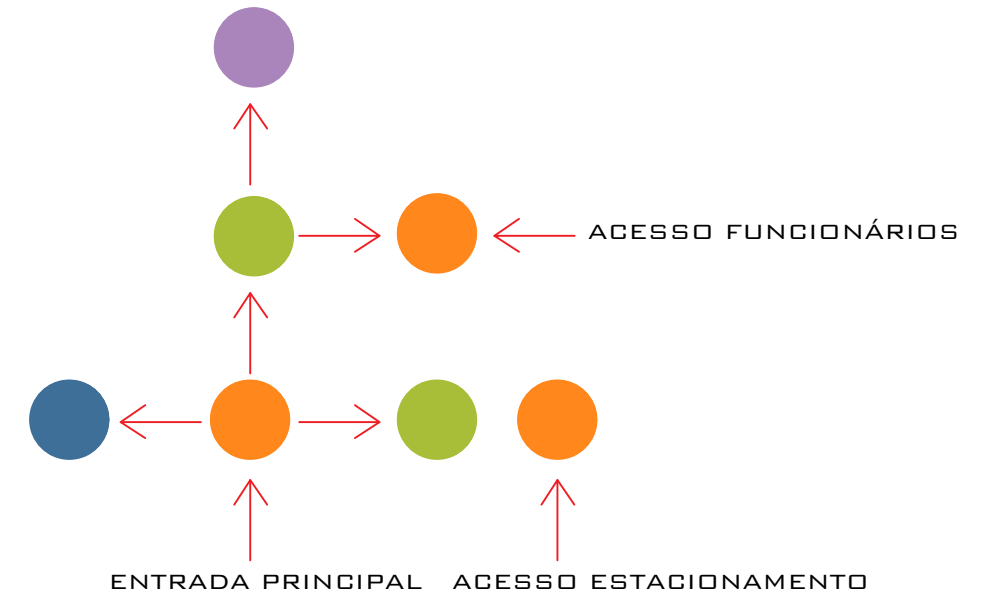 ACESSO FUNCIONÁRIOS
ENTRADA PRINCIPAL
ACESSO ESTACIONAMENTO